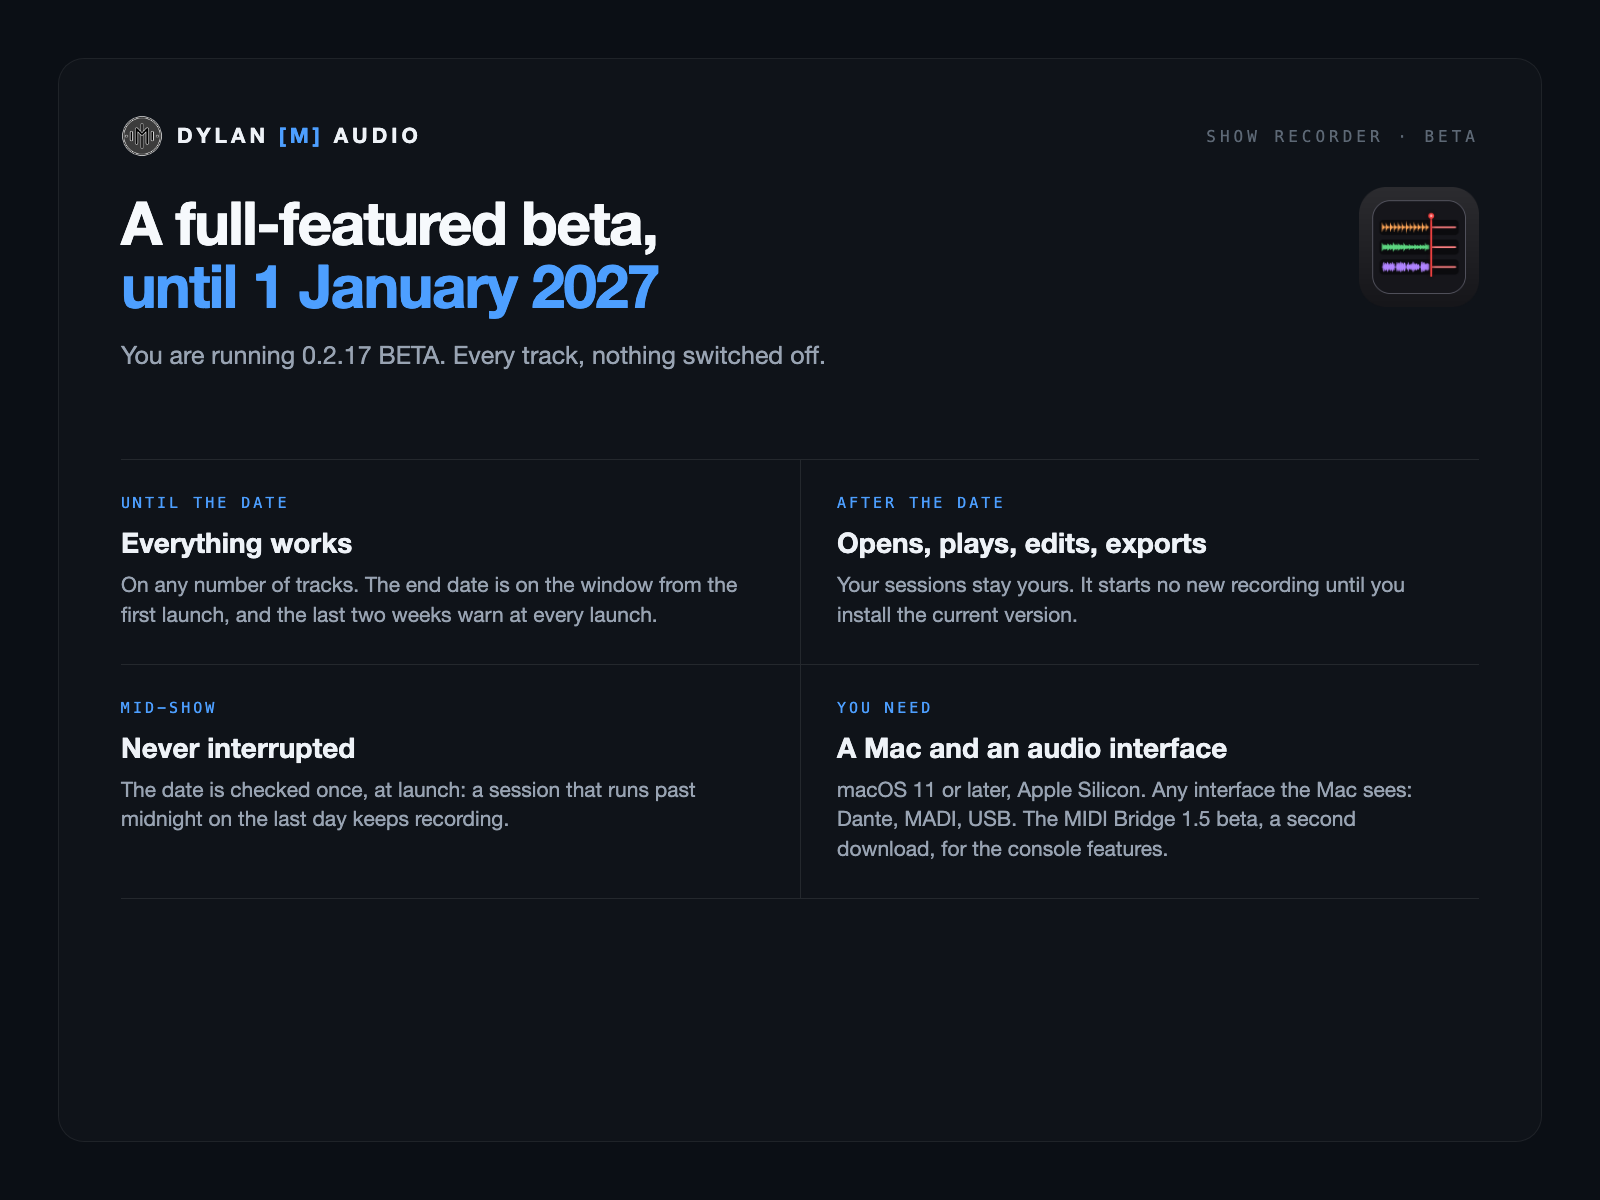 DYLAN [M] AUDIO
SHOW RECORDER · BETA
A full-featured beta,
until 1 January 2027
You are running 0.2.17 BETA. Every track, nothing switched off.
UNTIL THE DATE
Everything works
On any number of tracks. The end date is on the window from the
first launch, and the last two weeks warn at every launch.
AFTER THE DATE
Opens, plays, edits, exports
Your sessions stay yours. It starts no new recording until you
install the current version.
MID-SHOW
Never interrupted
The date is checked once, at launch: a session that runs past
midnight on the last day keeps recording.
YOU NEED
A Mac and an audio interface
macOS 11 or later, Apple Silicon. Any interface the Mac sees:
Dante, MADI, USB. The MIDI Bridge 1.5 beta, a second
download, for the console features.